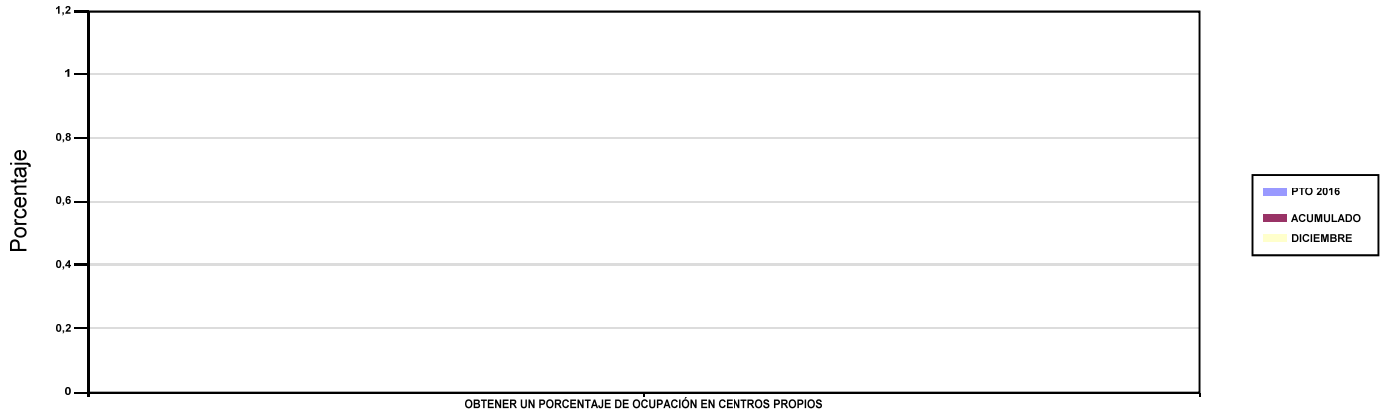 1,2
1
0,8
0,6
0,4
0,2
0
Porcentaje
OBTENER UN PORCENTAJE DE OCUPACIÓN EN CENTROS PROPIOS
PTO 2016
ACUMULADO
DICIEMBRE